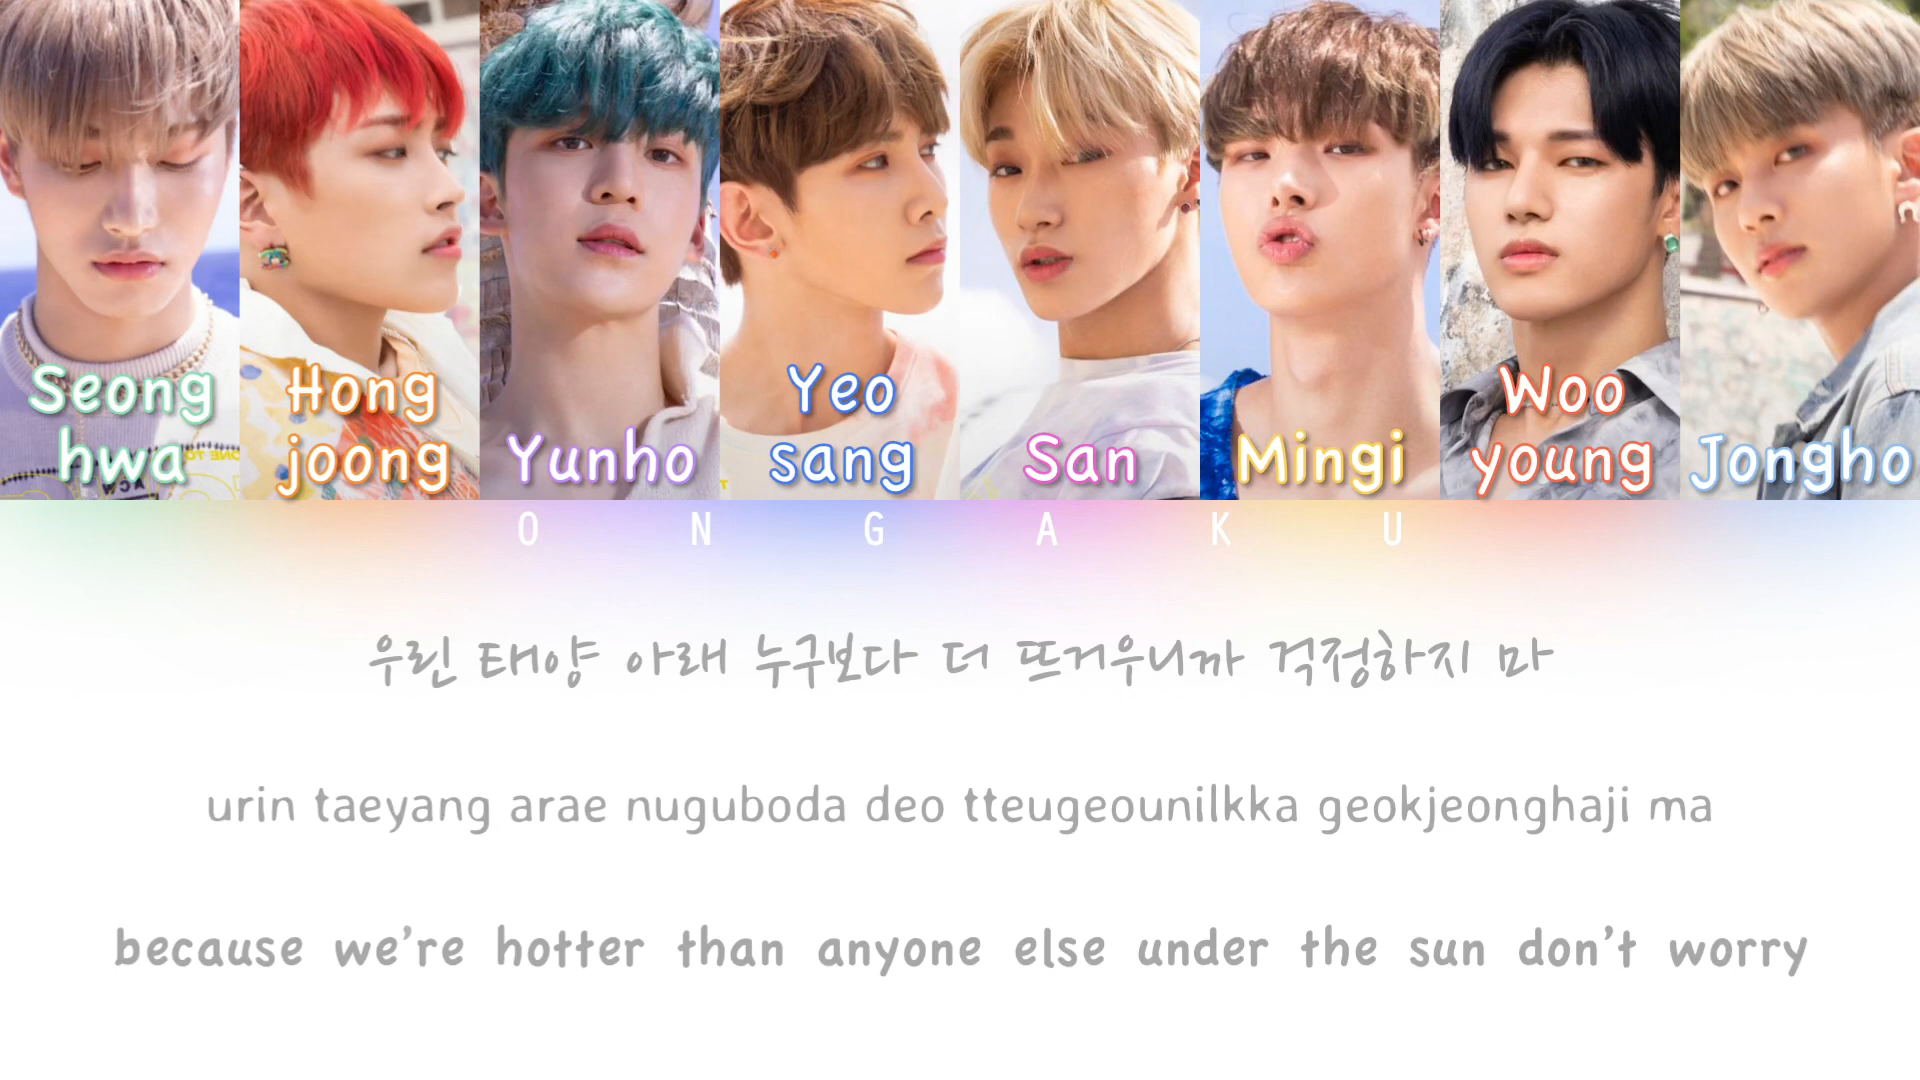 Seong
hwa
Hong
joong
Yunho
Yeo
sang
San
Mingi
Woo
young
Jongho
ONGAKU
우린 태양 아래 누구보다 더 뜨거우니까 걱정하지 마
urin taeyang arae nuguboda deo tteugeounilkka geokjeonghaji ma
because we're hotter than anyone else under the sun don't worry